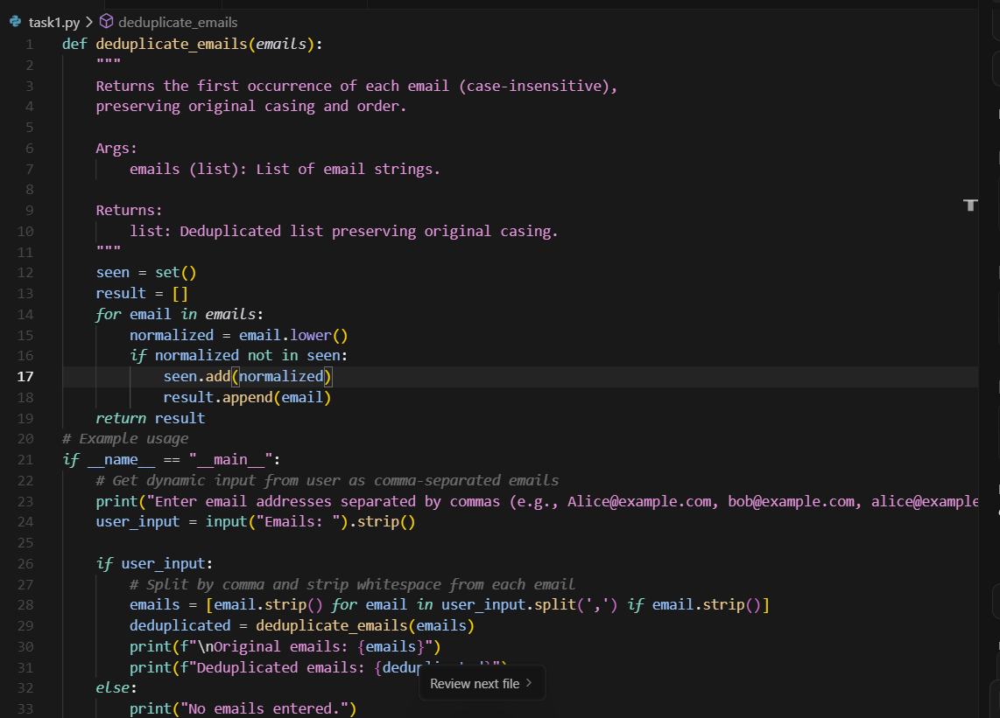 task1.py > deduplicate_emails
1 def deduplicate_emails(emails):
2     """
3     Returns the first occurrence of each email (case-insensitive),
4     preserving original casing and order.
5
6     Args:
7         emails (list): List of email strings.
8
9     Returns:
10         list: Deduplicated list preserving original casing.
11     """
12     seen = set()
13     result = []
14     for email in emails:
15         normalized = email.lower()
16         if normalized not in seen:
17             seen.add(normalized)
18             result.append(email)
19     return result
20 # Example usage
21 if __name__ == "__main__":
22     # Get dynamic input from user as comma-separated emails
23     print("Enter email addresses separated by commas (e.g., Alice@example.com, bob@example.com, alice@example
24     user_input = input("Emails: ").strip()
25
26     if user_input:
27         # Split by comma and strip whitespace from each email
28         emails = [email.strip() for email in user_input.split(',') if email.strip()]
29         deduplicated = deduplicate_emails(emails)
30         print(f"\nOriginal emails: {emails}")
31         print(f"Deduplicated emails: {deduplicated}")
Review next file >
32     else:
33         print("No emails entered.")